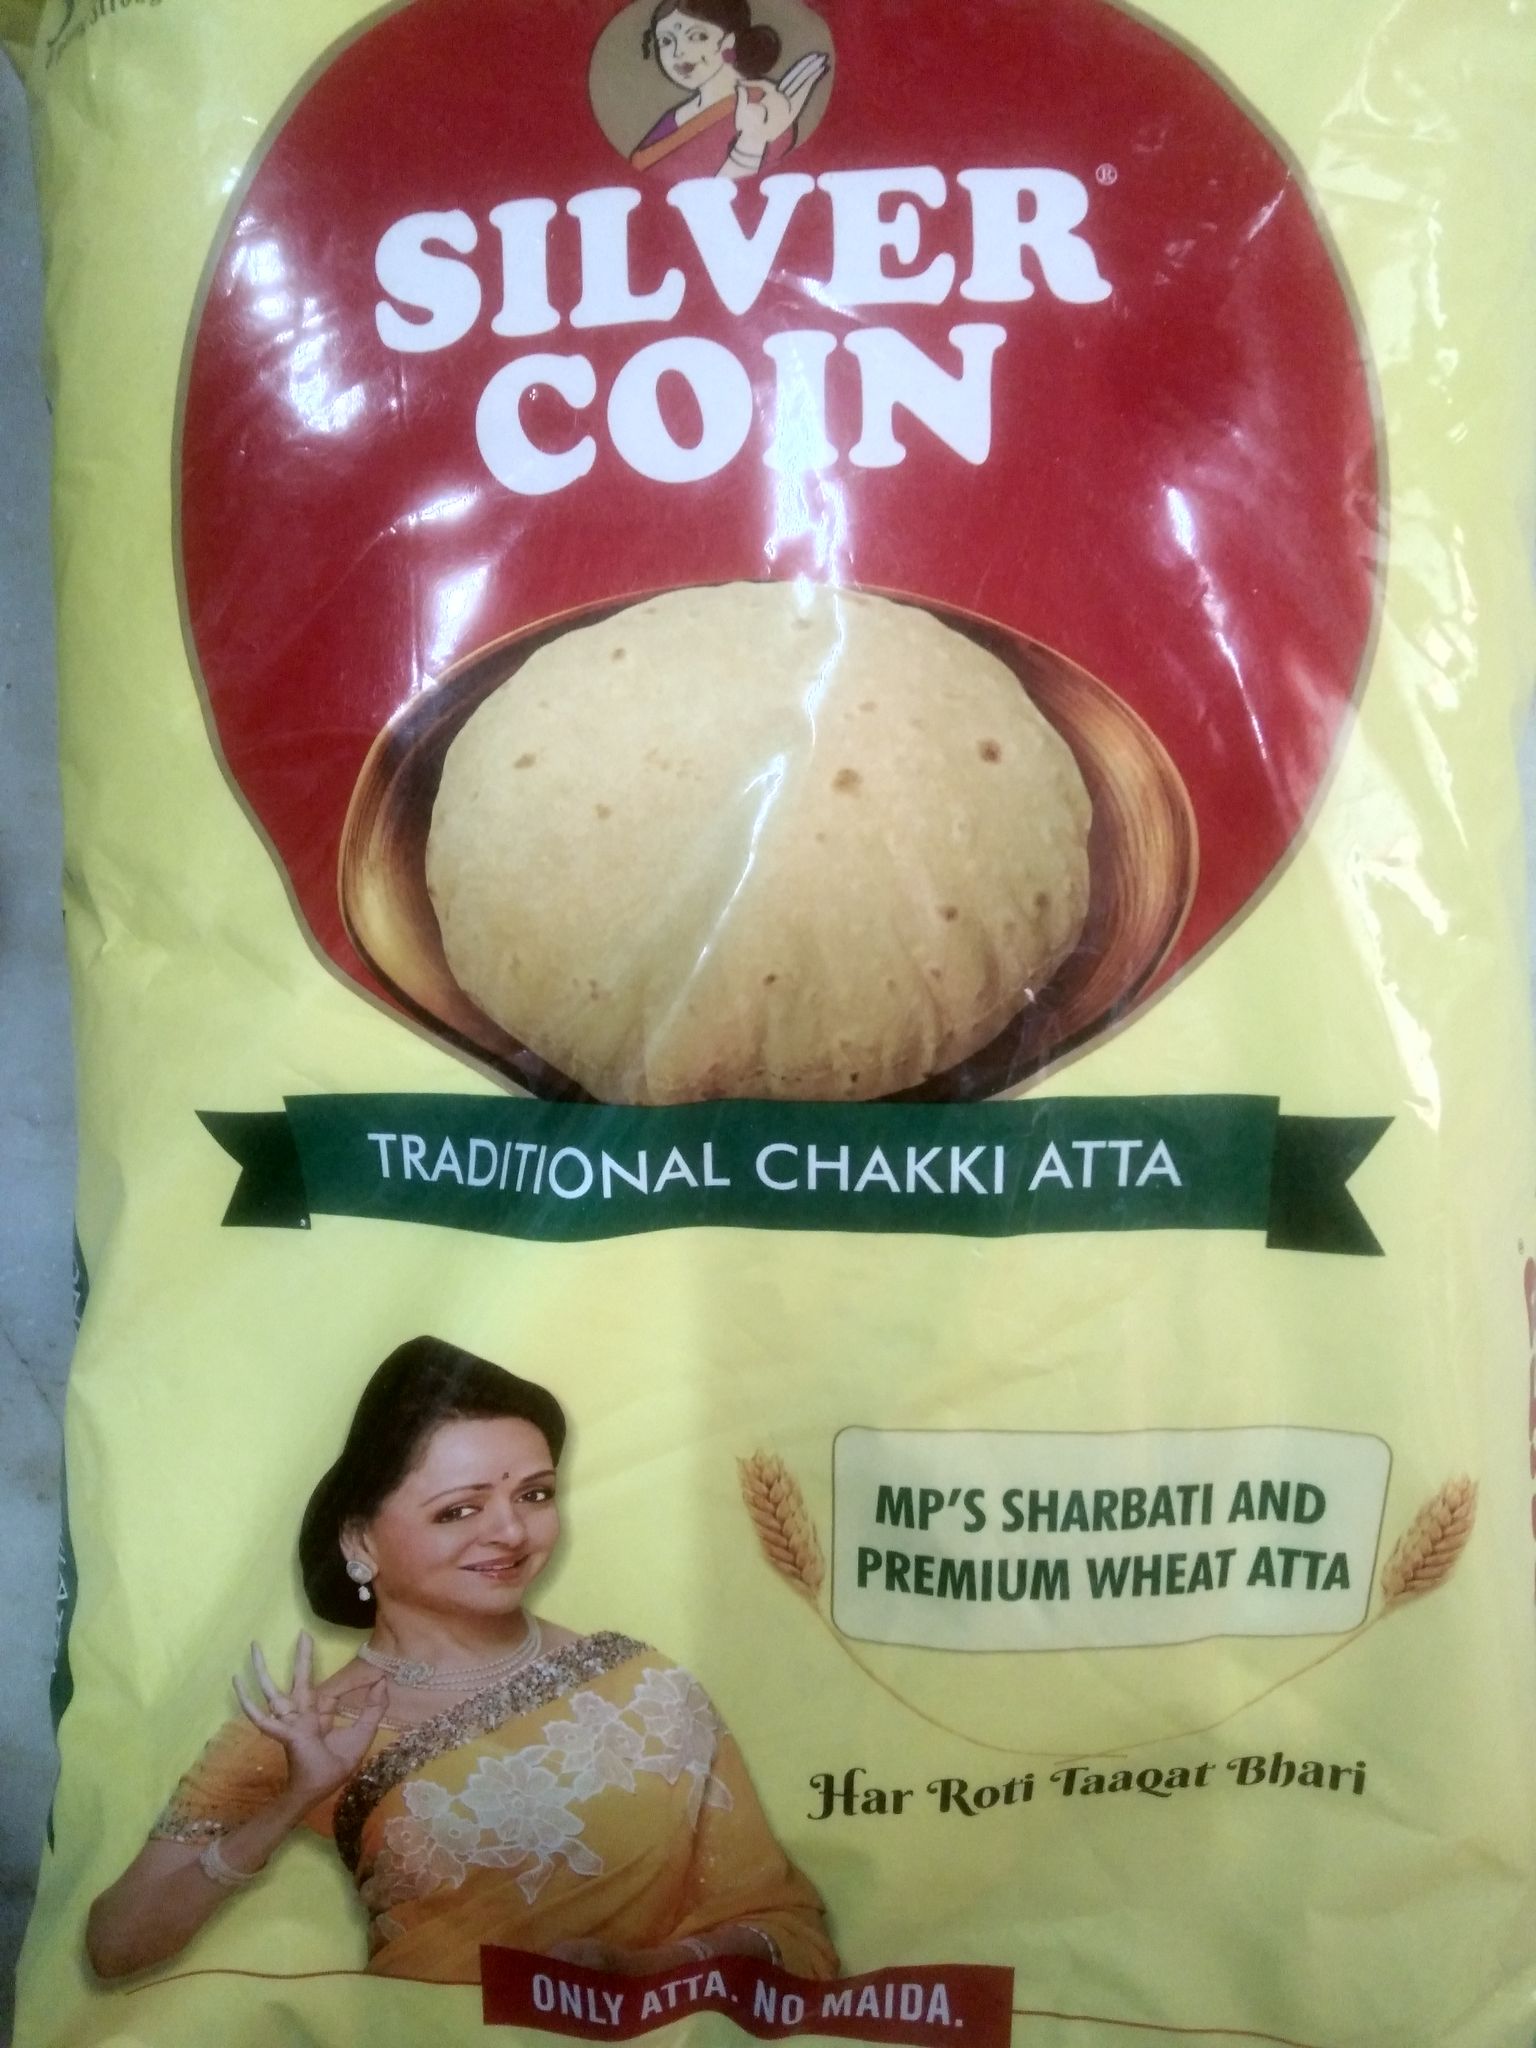 SILVER®
COIN
TRADITIONAL CHAKKI ATTA
MP'S SHARBATI AND
PREMIUM WHEAT ATTA
Har Roti Taaqat Bhari
ONLY ATTA. NO MAIDA.